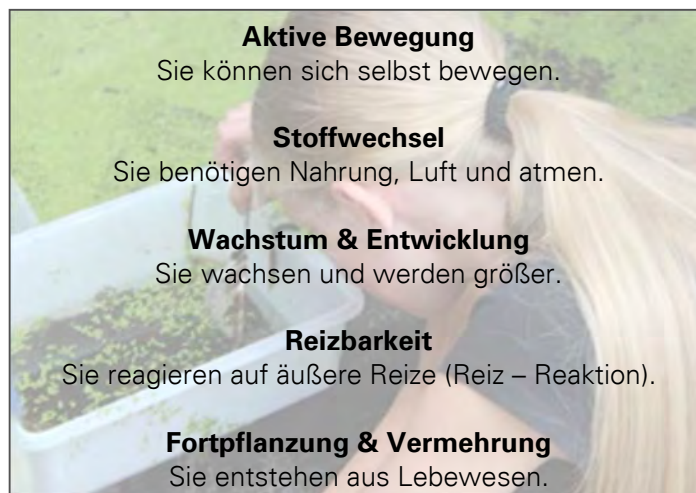 Aktive Bewegung
Sie können sich selbst bewegen.
Stoffwechsel
Sie benötigen Nahrung, Luft und atmen.
Wachstum & Entwicklung
Sie wachsen und werden größer.
Reizbarkeit
Sie reagieren auf äußere Reize (Reiz – Reaktion).
Fortpflanzung & Vermehrung
Sie entstehen aus Lebewesen.